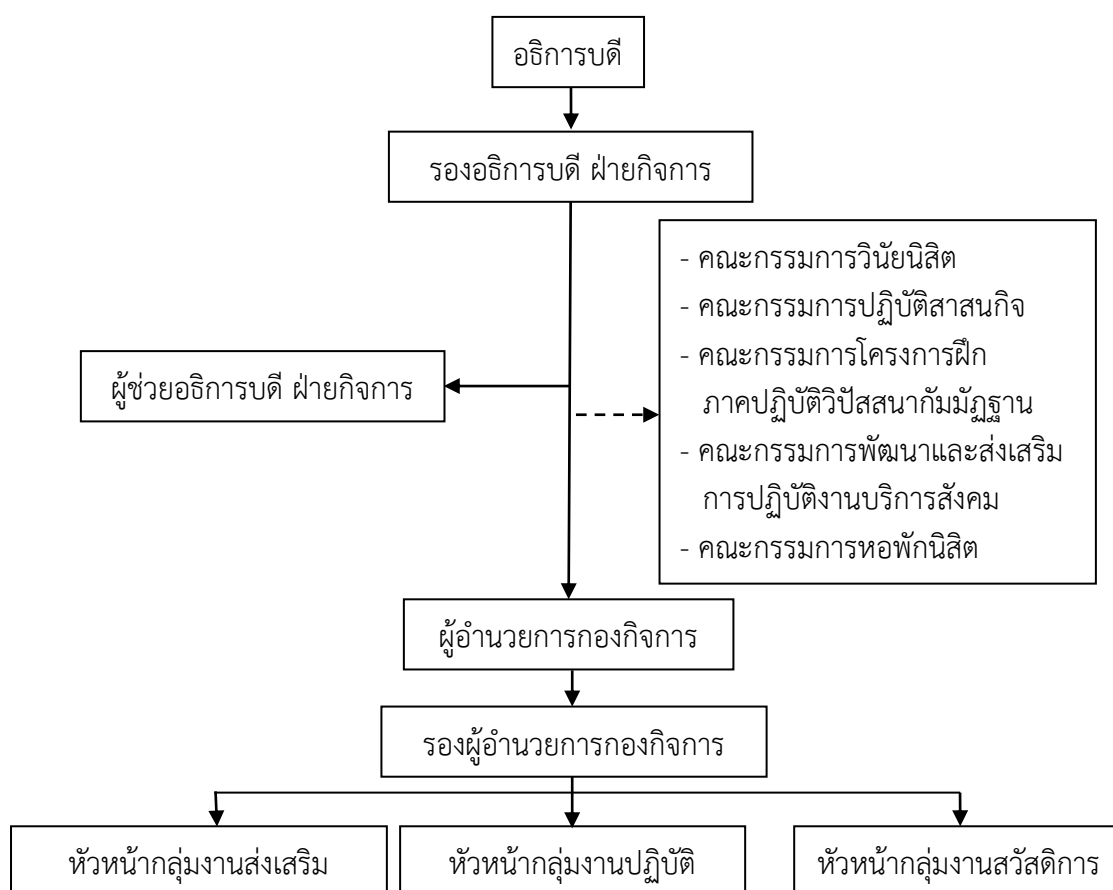 อธิการบดี
รองอธิการบดี ฝ่ายกิจการ
- คณะกรรมการวินัยนิสิต
- คณะกรรมการปฏิบัติสาสนกิจ
- คณะกรรมการโครงการฝึก
ภาคปฏิบัติวิปัสสนากัมมัฏฐาน
- คณะกรรมการพัฒนาและส่งเสริม
การปฏิบัติงานบริการสังคม
- คณะกรรมการหอพักนิสิต
ผู้ช่วยอธิการบดี ฝ่ายกิจการ
ผู้อำนวยการกองกิจการ
รองผู้อำนวยการกองกิจการ
หัวหน้ากลุ่มงานส่งเสริม
หัวหน้ากลุ่มงานปฏิบัติ
หัวหน้ากลุ่มงานสวัสดิการ